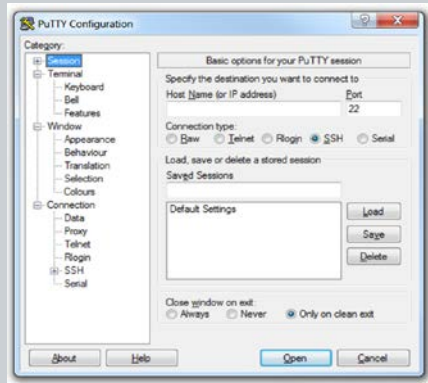 PuTTY Configuration
Category:
Session
Terminal
Keyboard
Bell
Features
Window
Appearance
Behaviour
Translation
Selection
Colours
Connection
Data
Proxy
Telnet
Rlogin
SSH
Serial
Basic options for your PuTTY session
Specify the destination you want to connect to
Host Name (or IP address) Port
22
Connection type:
Raw Telnet Rlogin SSH Serial
Load, save or delete a stored session
Saved Sessions
Default Settings
Load
Save
Delete
Close window on exit:
Always Never Only on clean exit
About Help Open Cancel